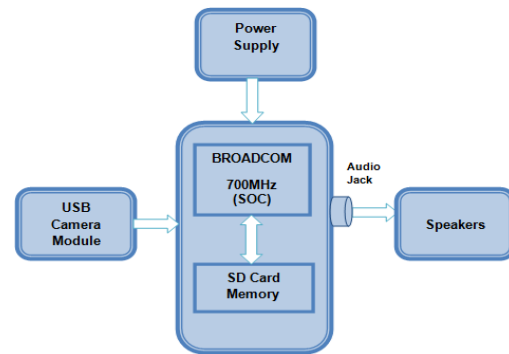 Power
Supply
BROADCOM
700MHz
(SOC)
Audio
Jack
USB
Camera
Module
Speakers
SD Card
Memory